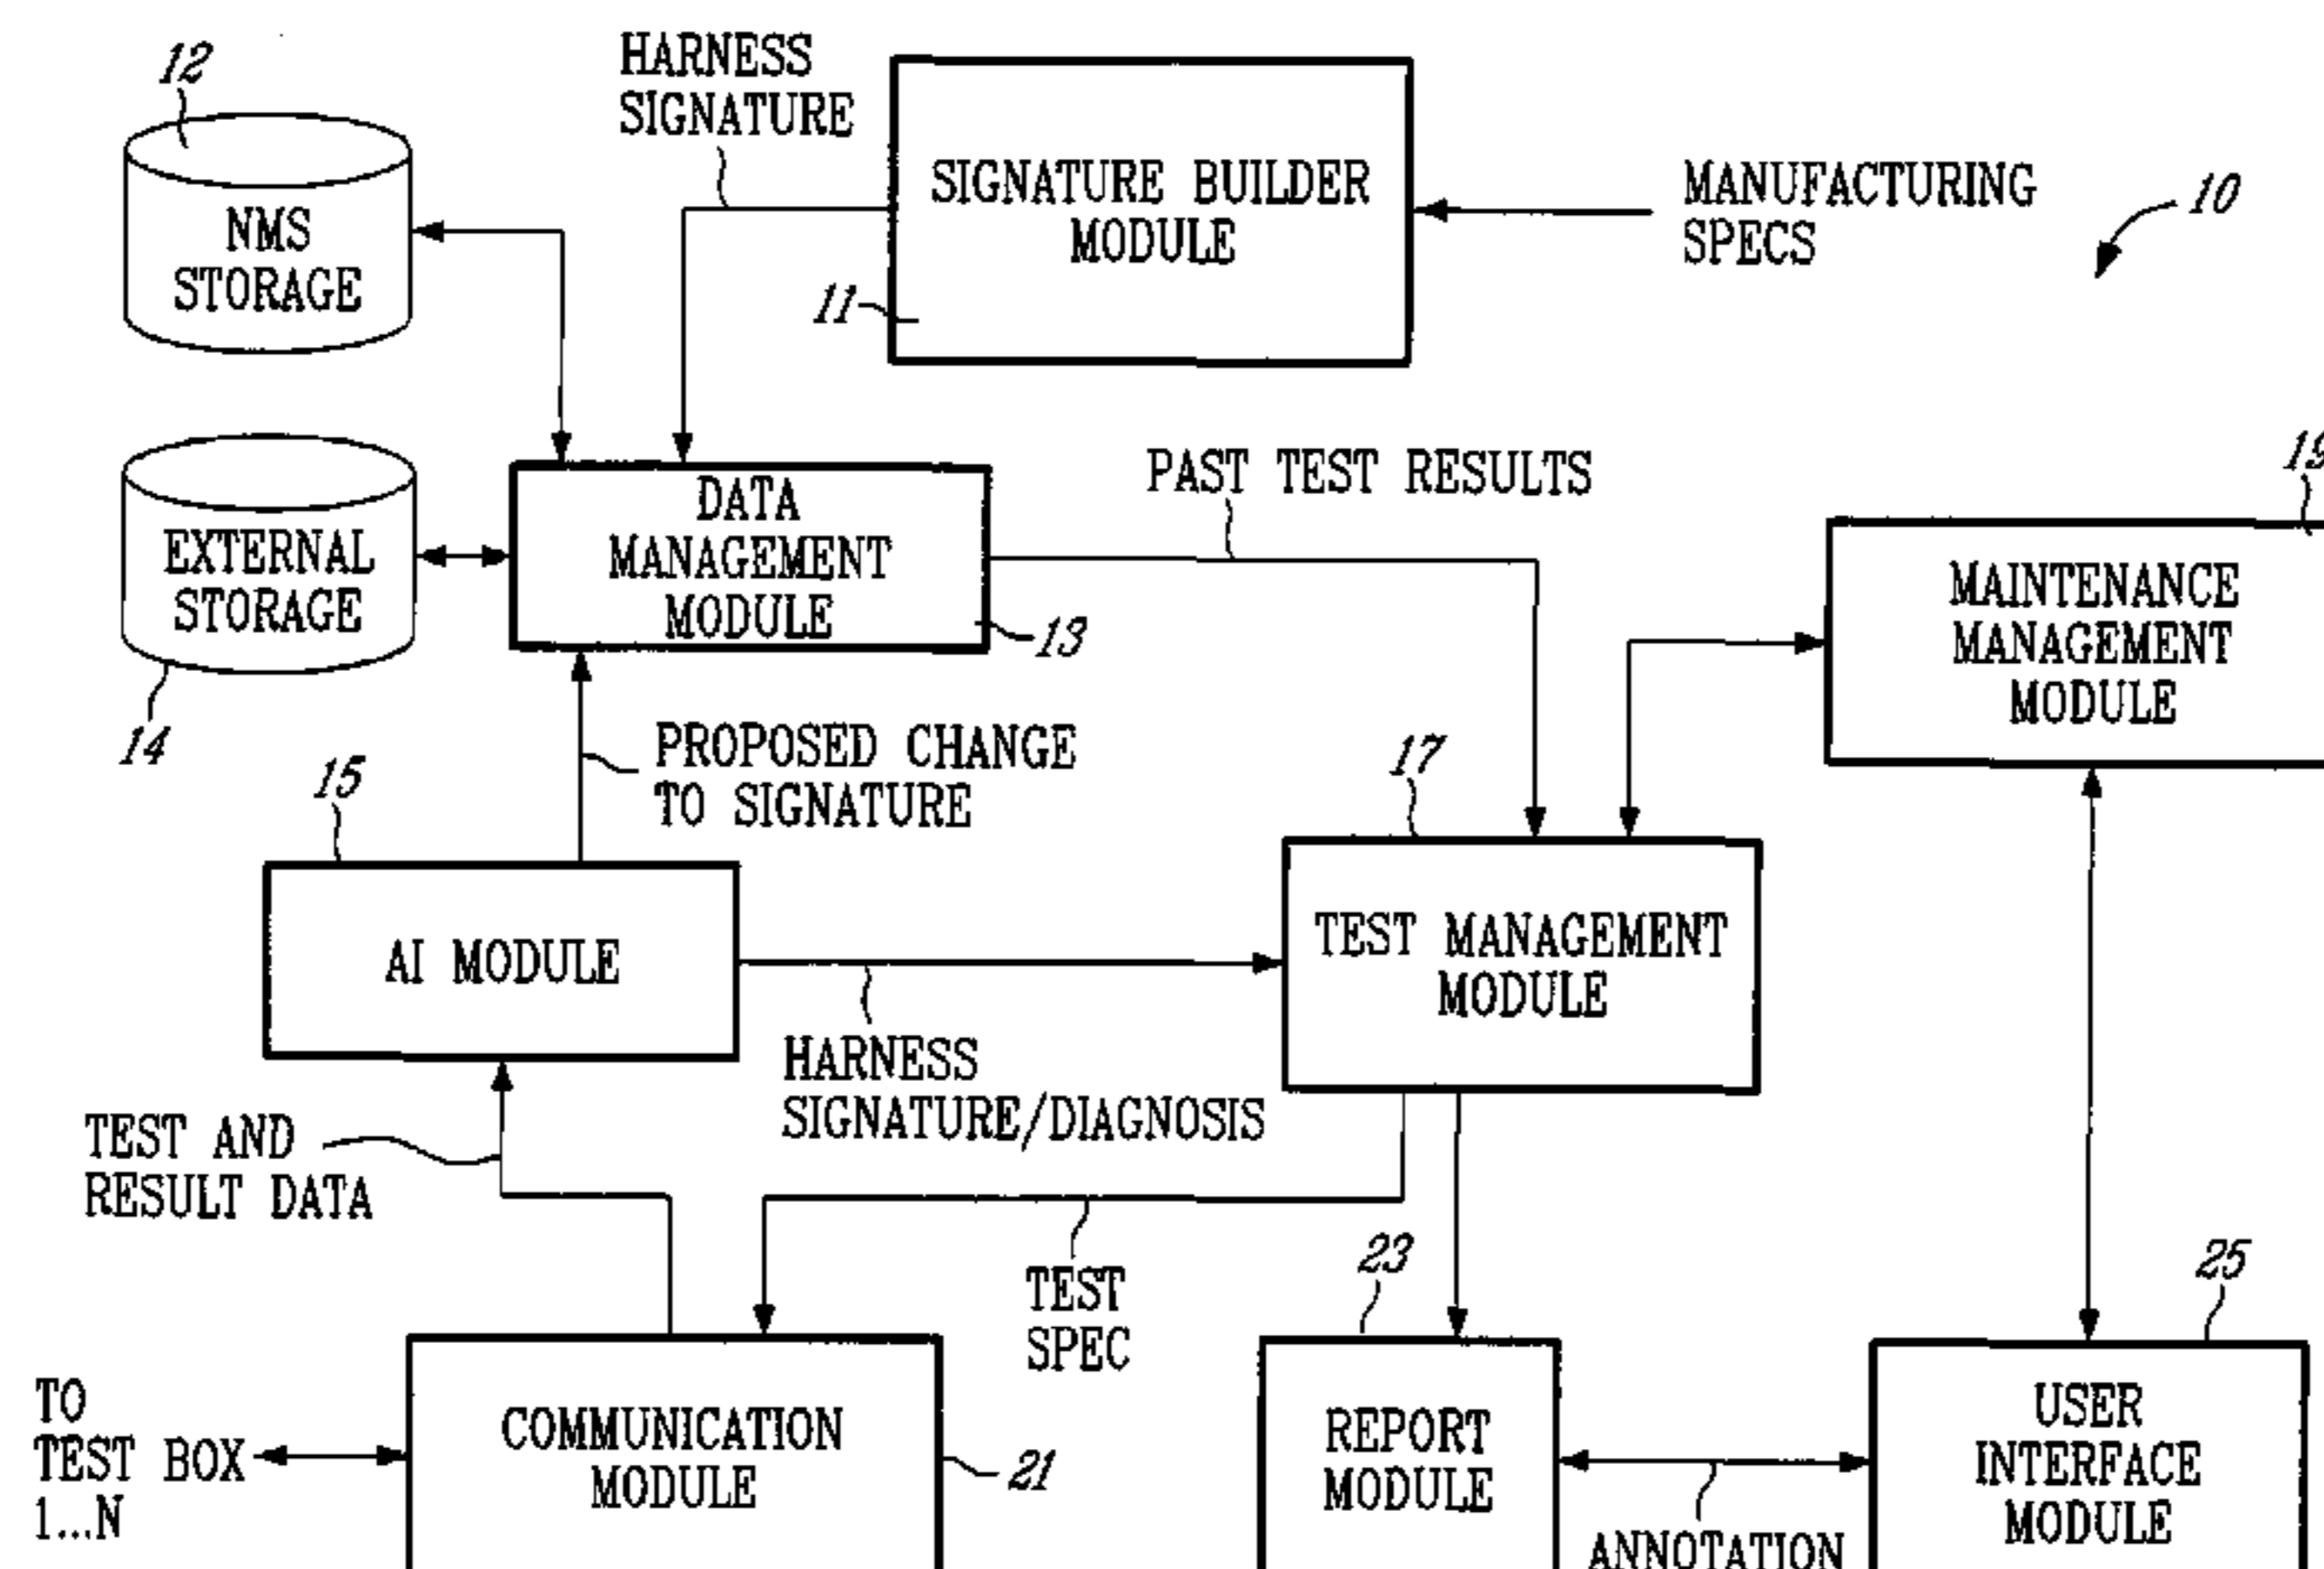 12
HARNESS
SIGNATURE
NMS
STORAGE
SIGNATURE BUILDER
MODULE
11
MANUFACTURING
SPECS
10
EXTERNAL
STORAGE
14
DATA
MANAGEMENT
MODULE
13
PAST TEST RESULTS
19
MAINTENANCE
MANAGEMENT
MODULE
PROPOSED CHANGE
TO SIGNATURE
15
AI MODULE
17
TEST MANAGEMENT
MODULE
HARNESS
SIGNATURE/DIAGNOSIS
TEST AND
RESULT DATA
TEST
SPEC
23
25
TO
TEST BOX
1...N
COMMUNICATION
MODULE
21
REPORT
MODULE
ANNOTATION
USER
INTERFACE
MODULE